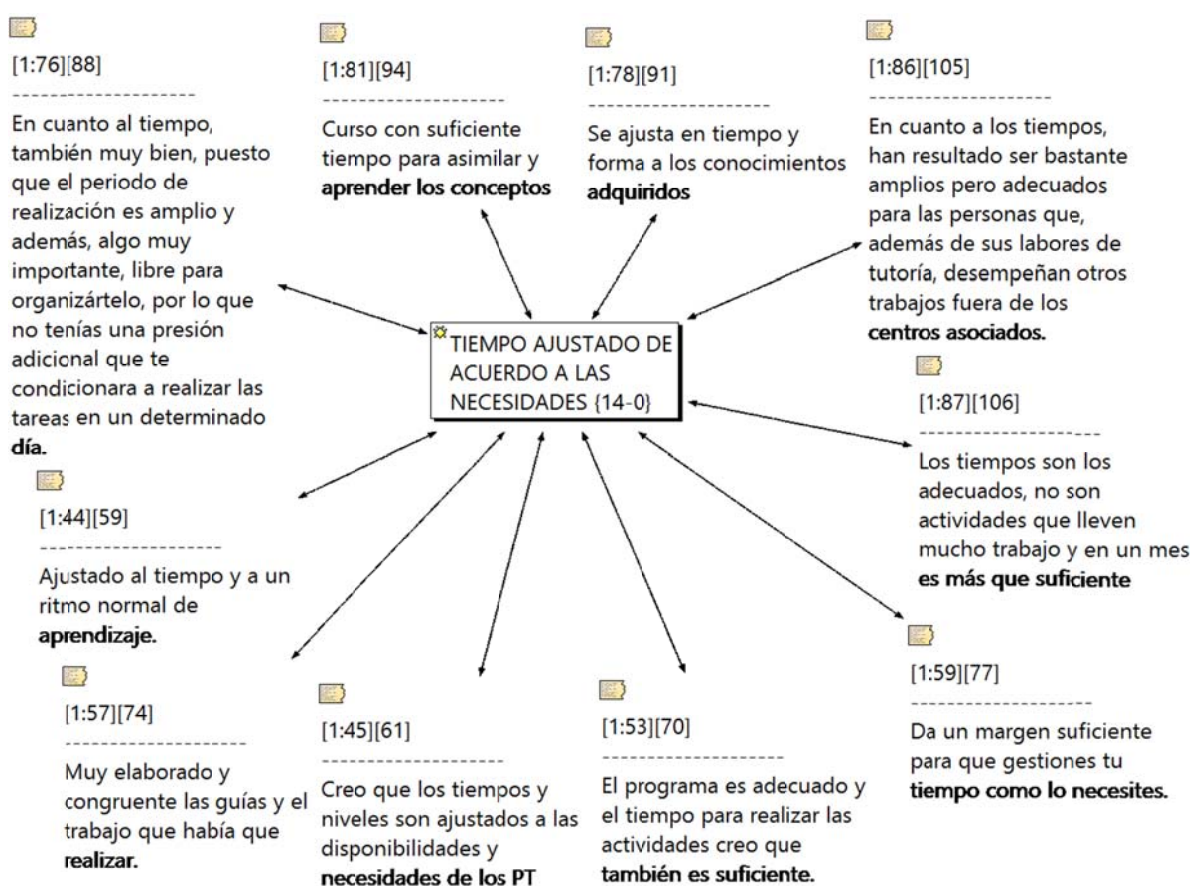 [1:76][88]
--------------------
En cuanto al tiempo,
también muy bien, puesto
que el periodo de
realización es amplio y
además, algo muy
importante, libre para
organizártelo, por lo que
no tenías una presión
adicional que te
condicionara a realizar las
tareas en un determinado
día.
[1:81][94]
--------------------
Curso con suficiente
tiempo para asimilar y
aprender los conceptos
[1:78][91]
--------------------
Se ajusta en tiempo y
forma a los conocimientos
adquiridos
[1:86][105]
--------------------
En cuanto a los tiempos,
han resultado ser bastante
amplios pero adecuados
para las personas que,
además de sus labores de
tutoría, desempeñan otros
trabajos fuera de los
centros asociados.
TIEMPO AJUSTADO DE
ACUERDO A LAS
NECESIDADES {14-0}
[1:87][106]
--------------------
Los tiempos son los
adecuados, no son
actividades que lleven
mucho trabajo y en un mes
es más que suficiente
[1:44][59]
--------------------
Ajustado al tiempo y a un
ritmo normal de
aprendizaje.
[1:57][74]
--------------------
Muy elaborado y
congruente las guías y el
trabajo que había que
realizar.
[1:45][61]
--------------------
Creo que los tiempos y
niveles son ajustados a las
disponibilidades y
necesidades de los PT
[1:53][70]
--------------------
El programa es adecuado y
el tiempo para realizar las
actividades creo que
también es suficiente.
[1:59][77]
--------------------
Da un margen suficiente
para que gestiones tu
tiempo como lo necesites.